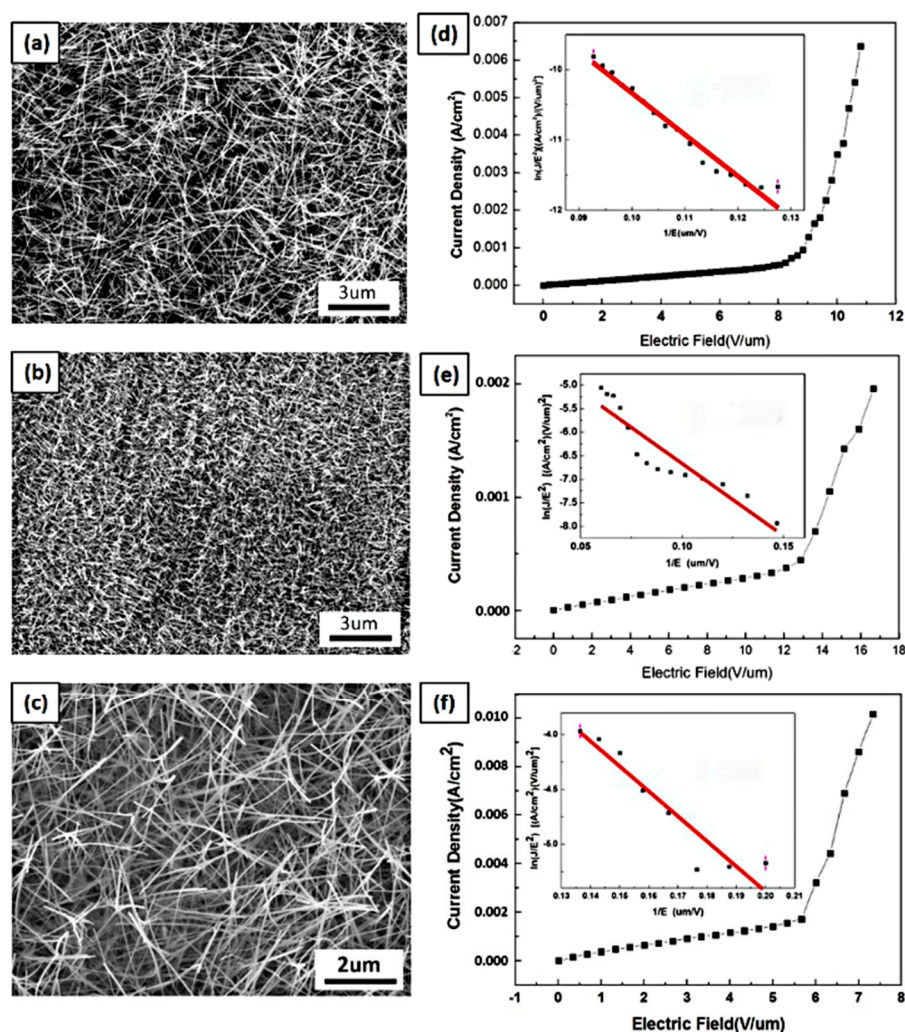 (a)
3um
(d)
Current Density (A/cm²)
0.007
0.006
0.005
0.004
0.003
0.002
0.001
0.000
0 2 4 6 8 10 12
Electric Field(V/um)
ln(J/E²)[(A/cm²)/(V/um)²]
-10
-11
-12
0.09 0.10 0.11 0.12 0.13
1/E(um/V)
(b)
3um
(e)
Current Density (A/cm²)
0.002
0.001
0.000
-2 0 2 4 6 8 10 12 14 16 18
Electric Field(V/um)
ln(J/E²) [(A/cm²)(V/um)²]
-5.0
-5.5
-6.0
-6.5
-7.0
-7.5
-8.0
0.05 0.10 0.15
1/E (um/V)
(c)
2um
(f)
Current Density(A/cm²)
0.010
0.008
0.006
0.004
0.002
0.000
-1 0 1 2 3 4 5 6 7 8
Electric Field(V/um)
ln(J/E²) [(A/cm²)(V/um)²]
-4.0
-4.5
-5.0
0.13 0.14 0.15 0.16 0.17 0.18 0.19 0.20 0.21
1/E (um/V)